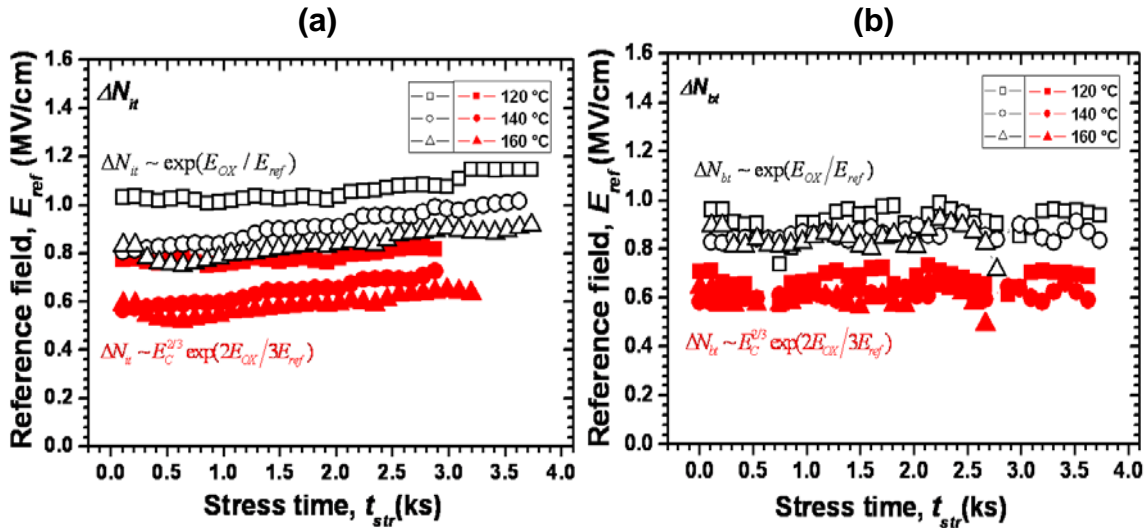 (a)
1.6
1.4
1.2
1.0
0.8
0.6
0.4
0.2
0.0
Reference field, E_ref (MV/cm)
ΔN_it
120 ºC
140 ºC
160 ºC
ΔN_it ~ exp(E_OX / E_ref)
ΔN_it ~ E_C^2/3 exp(2E_OX/3E_ref)
0.0 0.5 1.0 1.5 2.0 2.5 3.0 3.5 4.0
Stress time, t_str(ks)
(b)
1.6
1.4
1.2
1.0
0.8
0.6
0.4
0.2
0.0
Reference field, E_ref (MV/cm)
ΔN_bt
120 ºC
140 ºC
160 ºC
ΔN_bt ~ exp(E_OX/E_ref)
ΔN_bt ~ E_C^2/3 exp(2E_OX/3E_ref)
0.0 0.5 1.0 1.5 2.0 2.5 3.0 3.5 4.0
Stress time, t_str(ks)